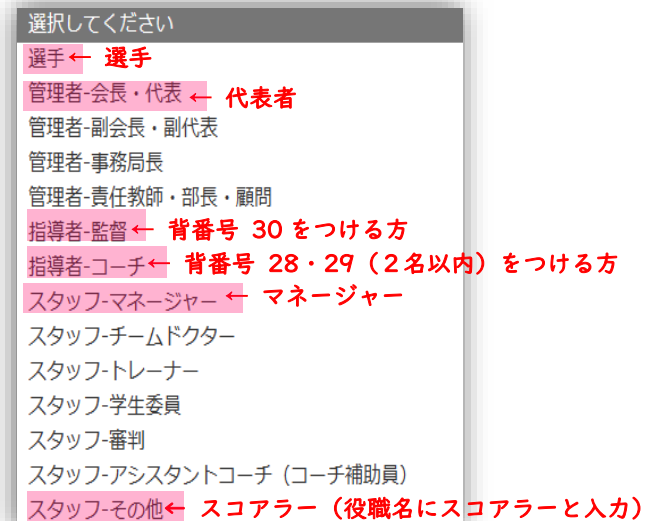 選択してください
選手← 選手
管理者-会長・代表← 代表者
管理者-副会長・副代表
管理者-事務局長
管理者-責任教師・部長・顧問
指導者-監督← 背番号 30をつける方
指導者-コーチ← 背番号 28・29（2名以内）をつける方
スタッフ-マネージャー← マネージャー
スタッフ-チームドクター
スタッフ-トレーナー
スタッフ-学生委員
スタッフ-審判
スタッフ-アシスタントコーチ（コーチ補助員）
スタッフ-その他← スコアラー（役職名にスコアラーと入力）